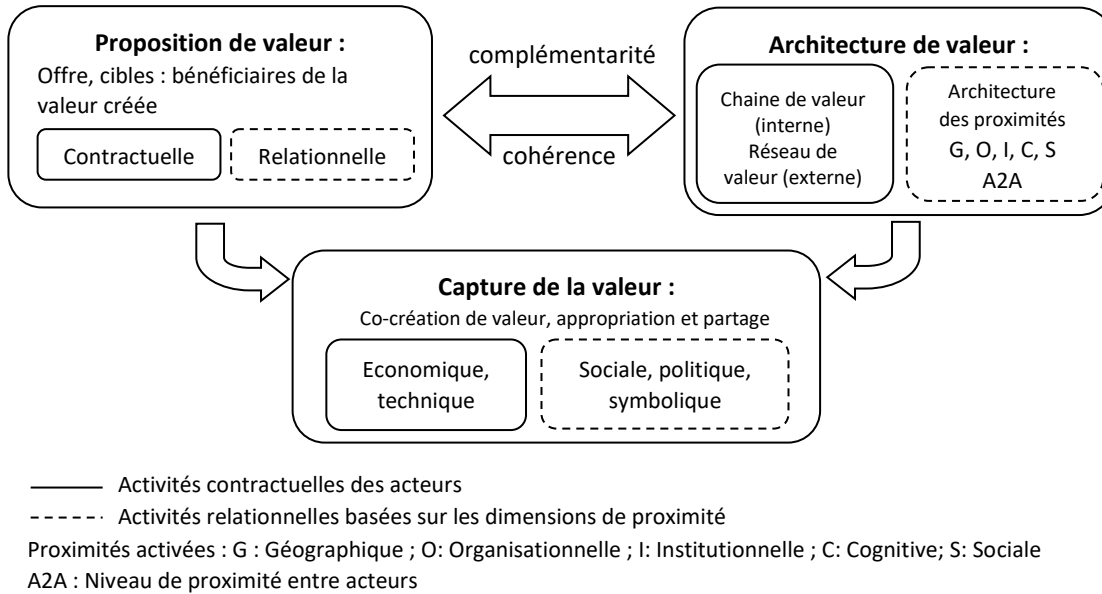 Proposition de valeur :
Offre, cibles : bénéficiaires de la
valeur créée
Contractuelle
Relationnelle
complémentarité
cohérence
Architecture de valeur :
Chaine de valeur
(interne)
Réseau de
valeur (externe)
Architecture
des proximités
G, O, I, C, S
A2A
Capture de la valeur :
Co-création de valeur, appropriation et partage
Economique,
technique
Sociale, politique,
symbolique
Activités contractuelles des acteurs
Activités relationnelles basées sur les dimensions de proximité
Proximités activées : G : Géographique ; O: Organisationnelle ; I: Institutionnelle ; C: Cognitive; S: Sociale
A2A : Niveau de proximité entre acteurs